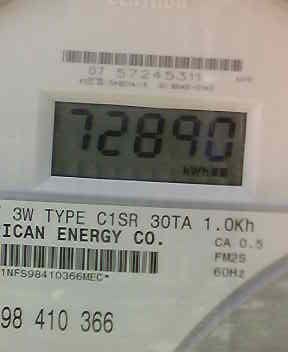 CENTRON
07 57245311
72890
kWh
3W TYPE C1SR 30TA 1.0Kh
ICAN ENERGY CO.
CA 0.5
FM2S
60Hz
1NFS98410366MEC*
98 410 366